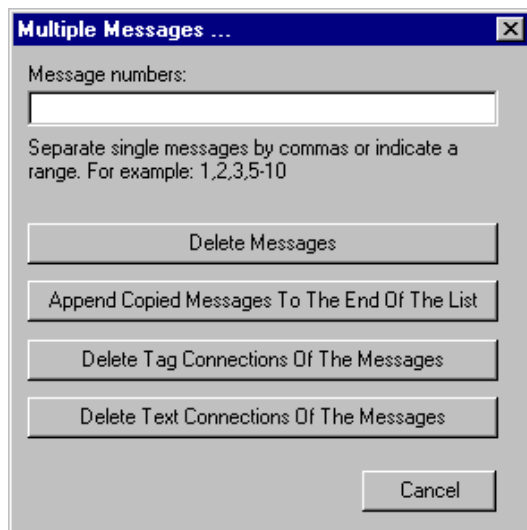 Multiple Messages ...
Message numbers:
Separate single messages by commas or indicate a
range. For example: 1,2,3,5-10
Delete Messages
Append Copied Messages To The End Of The List
Delete Tag Connections Of The Messages
Delete Text Connections Of The Messages
Cancel